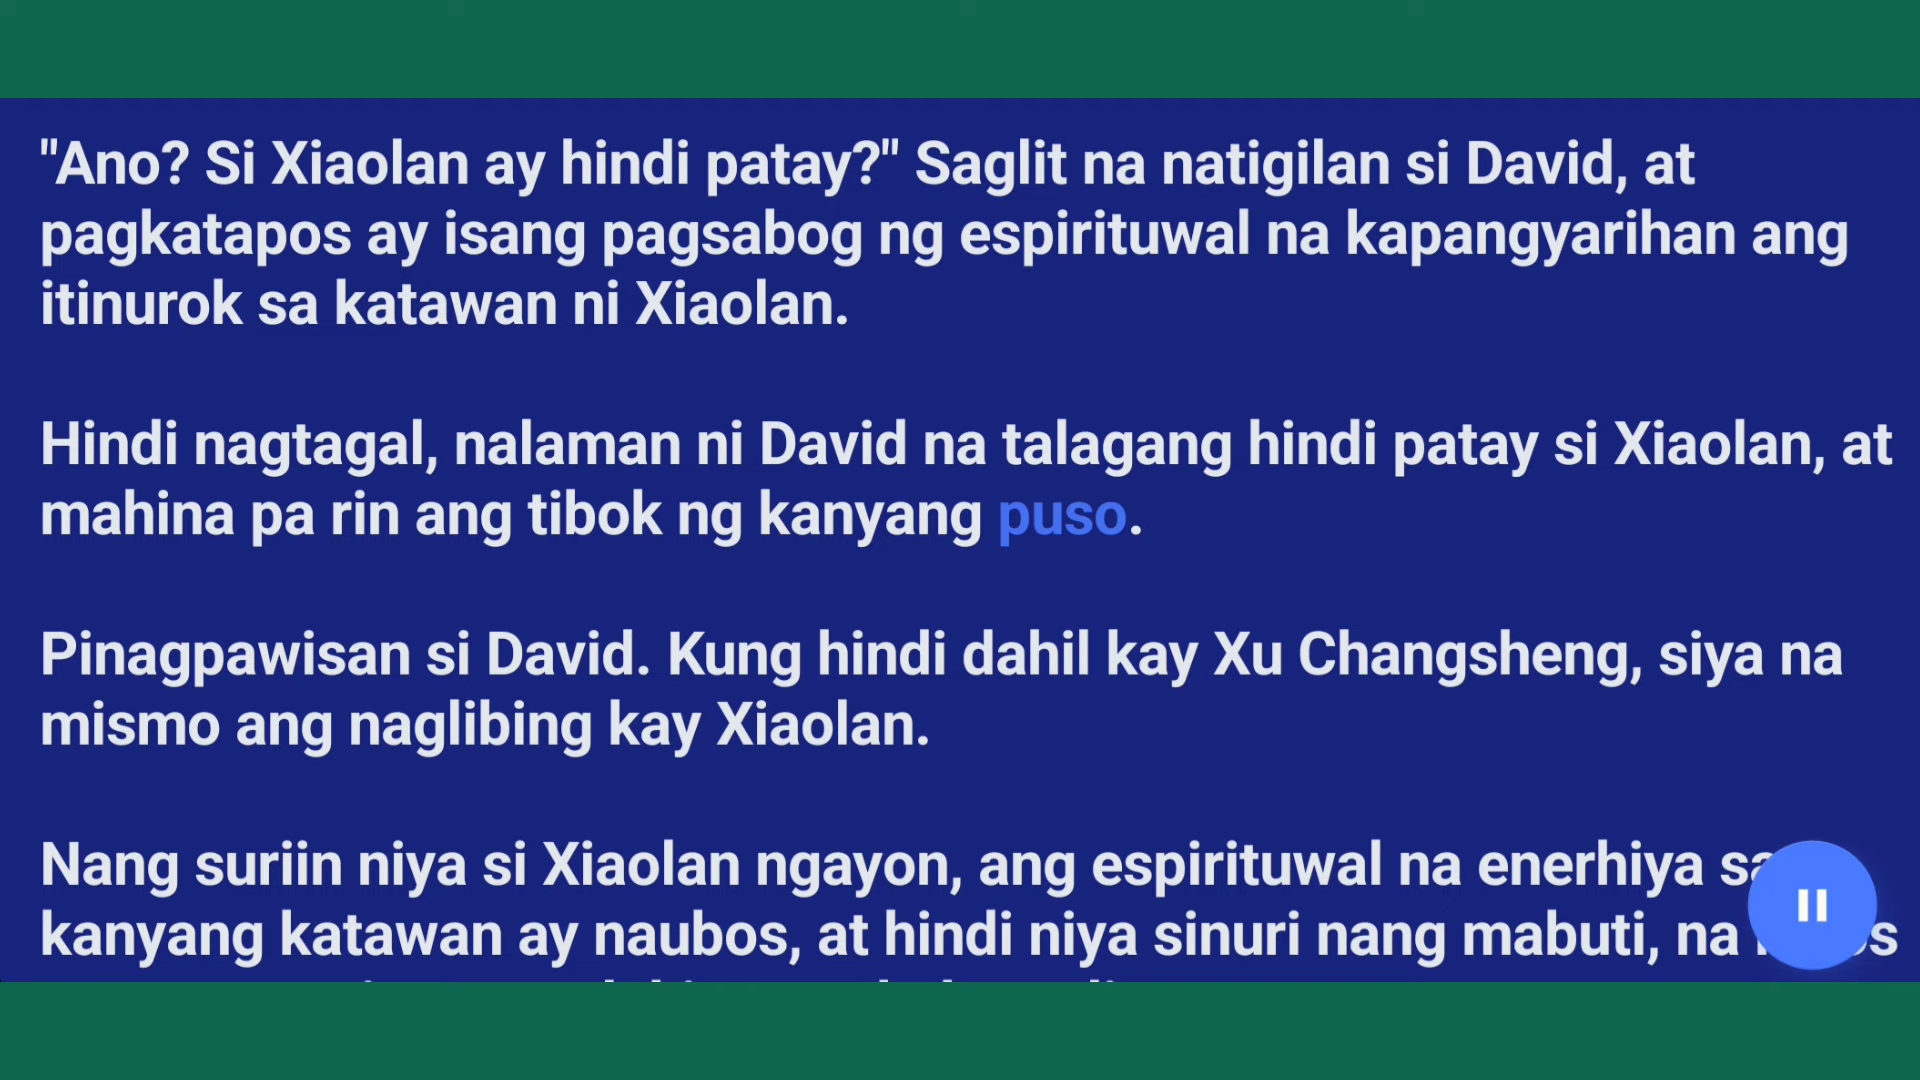 "Ano? Si Xiaolan ay hindi patay?" Saglit na natigilan si David, at
pagkatapos ay isang pagsabog ng espirituwal na kapangyarihan ang
itinurok sa katawan ni Xiaolan.
Hindi nagtagal, nalaman ni David na talagang hindi patay si Xiaolan, at
mahina pa rin ang tibok ng kanyang puso.
Pinagpawisan si David. Kung hindi dahil kay Xu Changsheng, siya na
mismo ang naglibing kay Xiaolan.
Nang suriin niya si Xiaolan ngayon, ang espirituwal na enerhiya sa
kanyang katawan ay naubos, at hindi niya sinuri nang mabuti, na